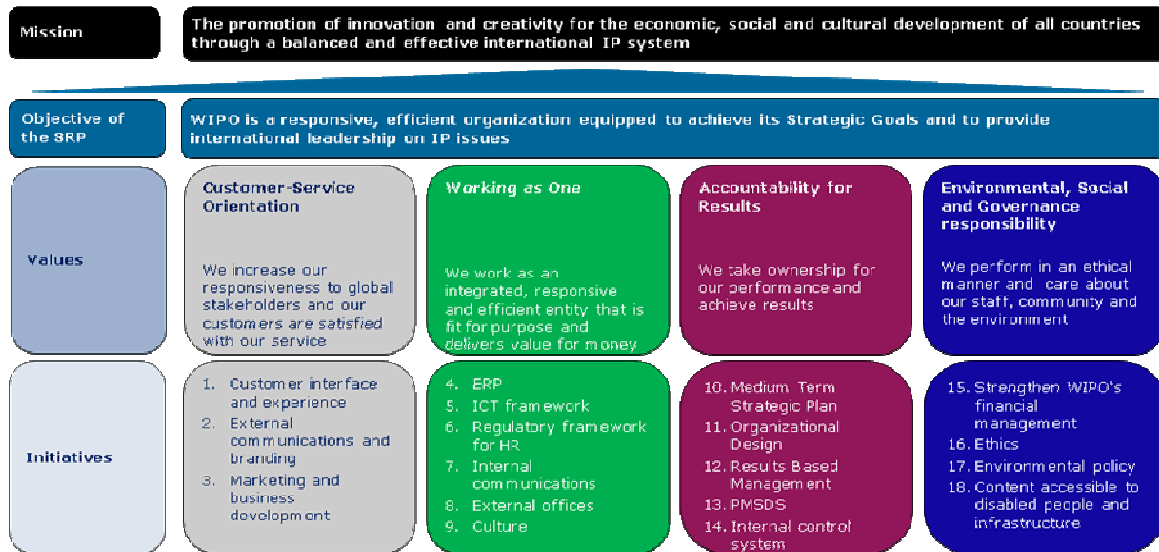 Mission
The promotion of innovation and creativity for the economic, social and cultural development of all countries
through a balanced and effective international IP system
Objective of
the SRP
WIPO is a responsive, efficient organization equipped to achieve its Strategic Goals and to provide
international leadership on IP issues
Values
Customer-Service
Orientation
We increase our
responsiveness to global
stakeholders and our
customers are satisfied
with our service
Working as One
We work as an
integrated, responsive
and efficient entity that is
fit for purpose and
delivers value for money
Accountability for
Results
We take ownership for
our performance and
achieve results
Environmental, Social
and Governance
responsibility
We perform in an ethical
manner and care about
our staff, community and
the environment
Initiatives
1. Customer interface
and experience
2. External
communications and
branding
3. Marketing and
business
development
4. ERP
5. ICT framework
6. Regulatory framework
for HR
7. Internal
communications
8. External offices
9. Culture
10. Medium Term
Strategic Plan
11. Organizational
Design
12. Results Based
Management
13. PMSDS
14. Internal control
system
15. Strengthen WIPO's
financial
management
16. Ethics
17. Environmental policy
18. Content accessible to
disabled people and
infrastructure